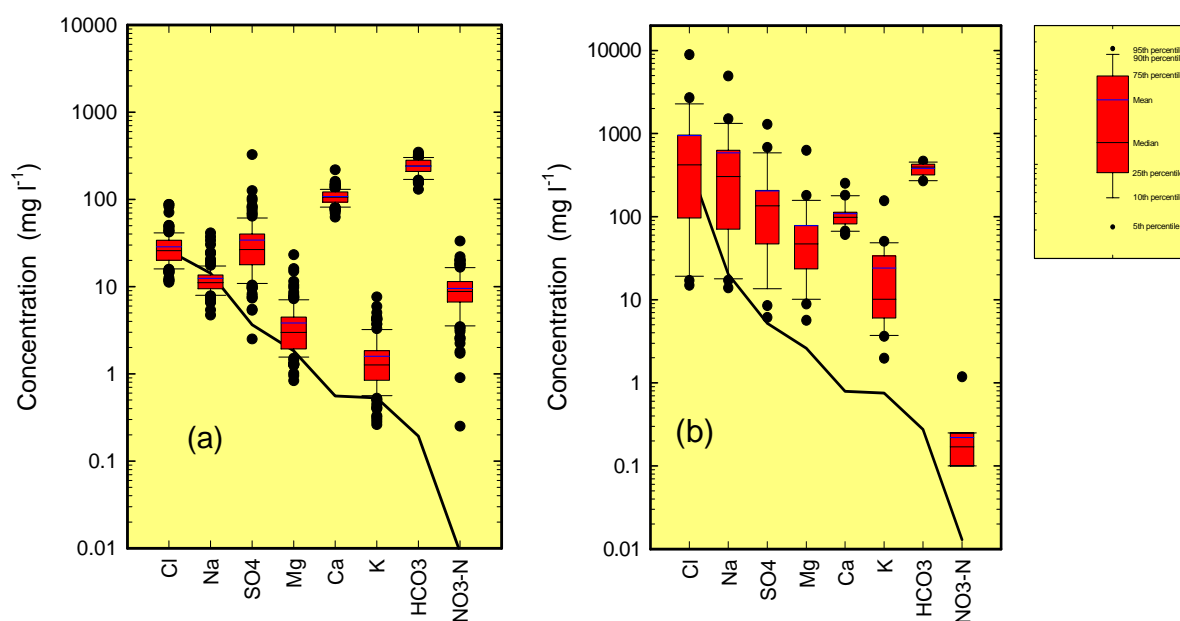 Concentration (mg l-1)
10000
1000
100
10
1
0.1
0.01
(a)
Cl
Na
SO4
Mg
Ca
K
HCO3
NO3-N
Concentration (mg l-1)
10000
1000
100
10
1
0.1
0.01
(b)
Cl
Na
SO4
Mg
Ca
K
HCO3
NO3-N
95th percentile
90th percentile
75th percentile
Mean
Median
25th percentile
10th percentile
5th percentile